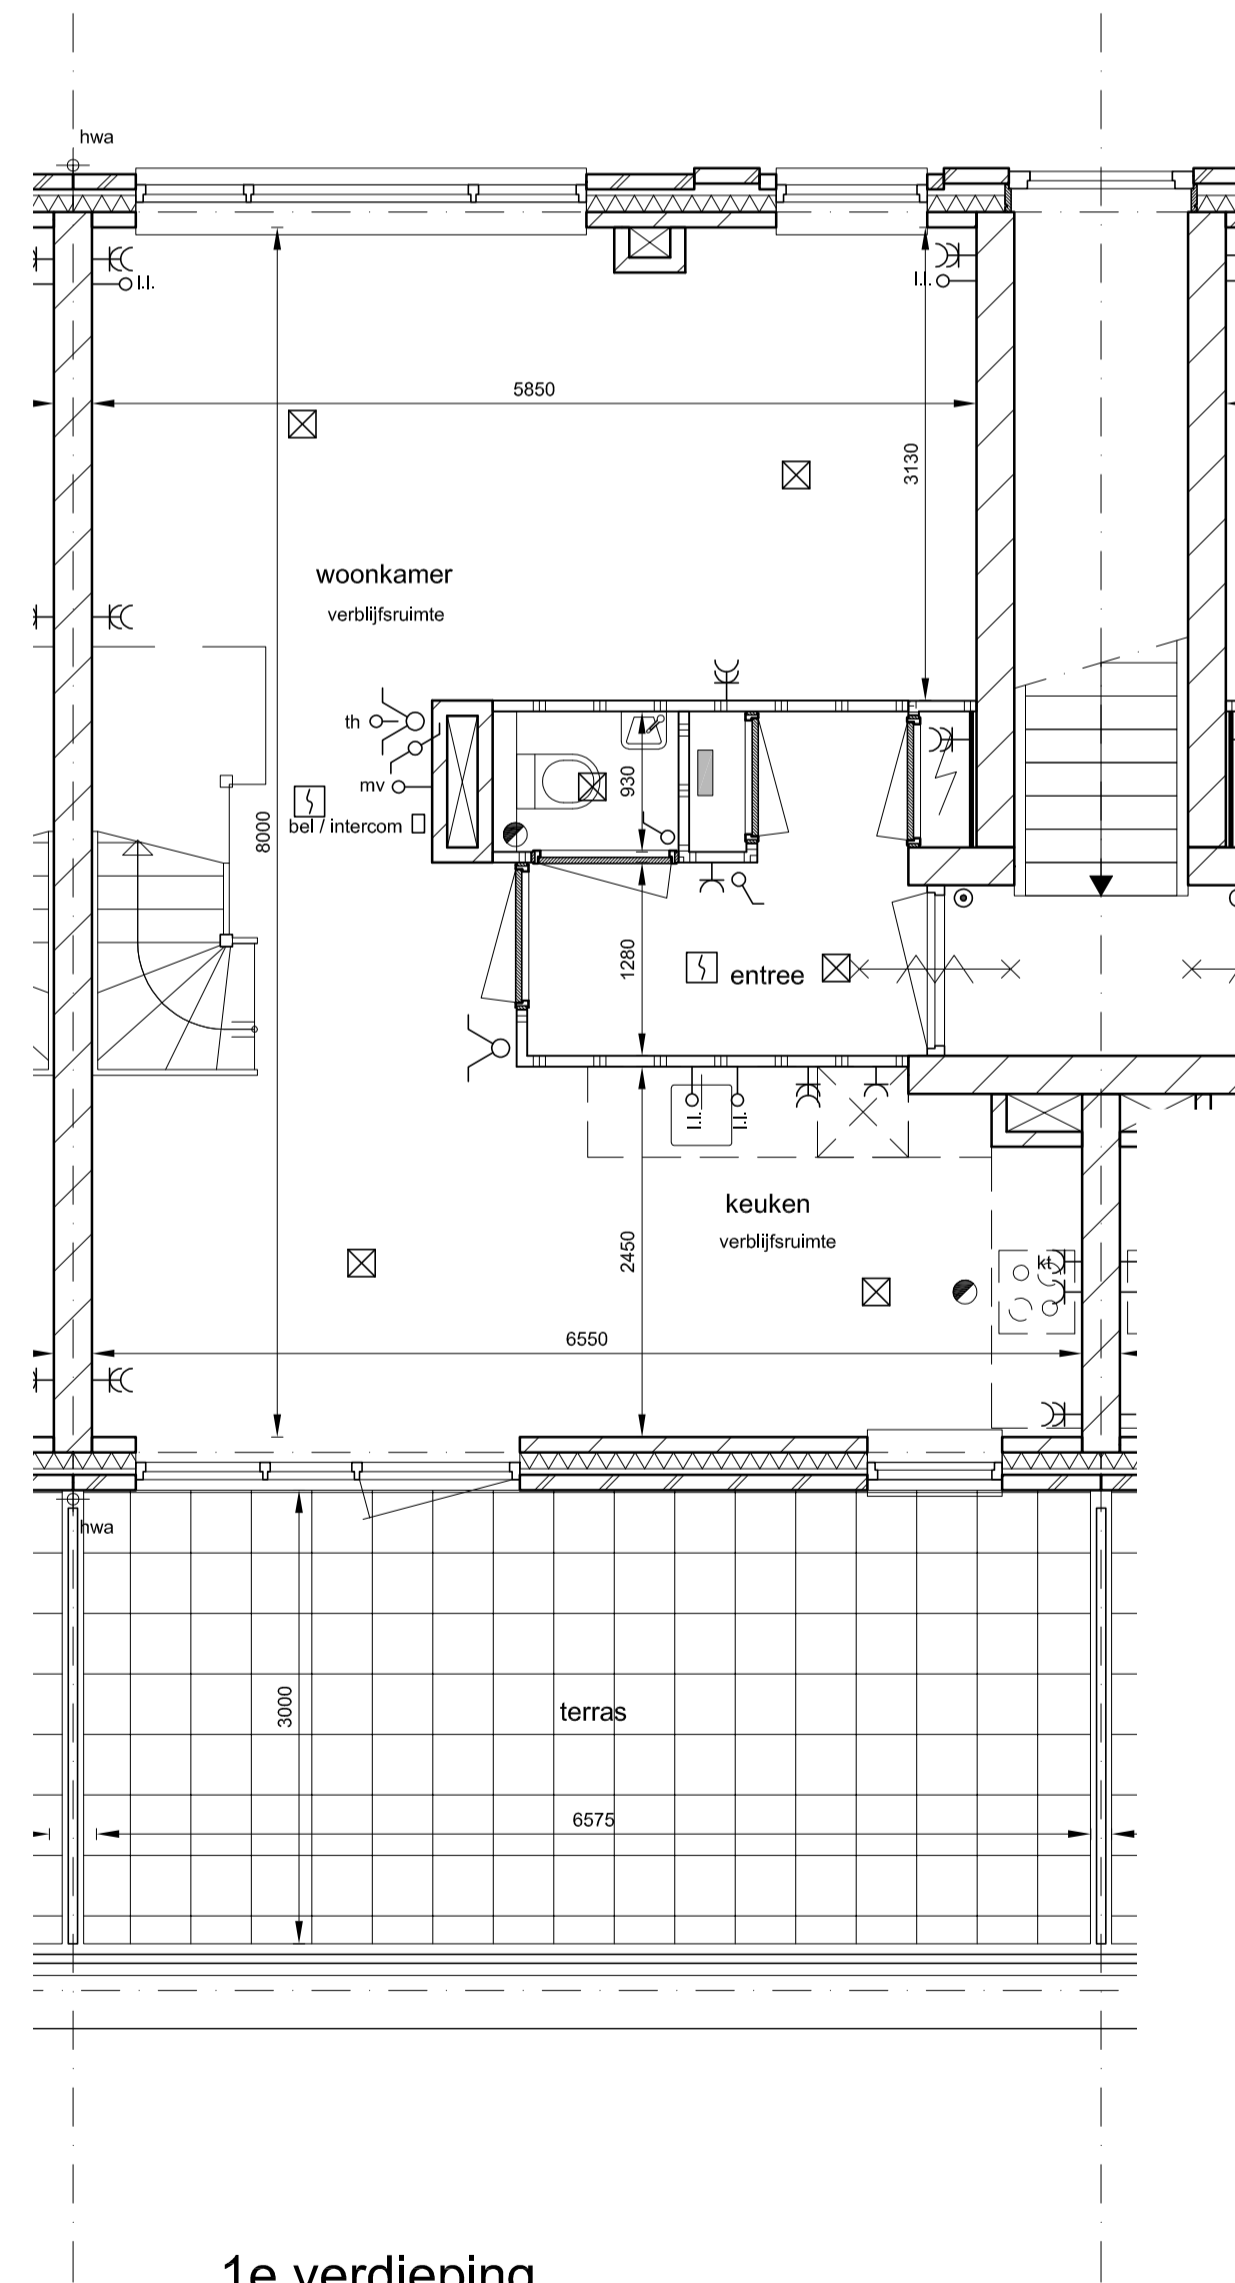 hwa
l.l.
l.l.
5850
3130
woonkamer
verblijfsruimte
th
mv
930
8000
bel / intercom
1280
entree
l.l.
l.l.
keuken
verblijfsruimte
2450
kt
6550
hwa
3000
terras
6575
1e verdieping